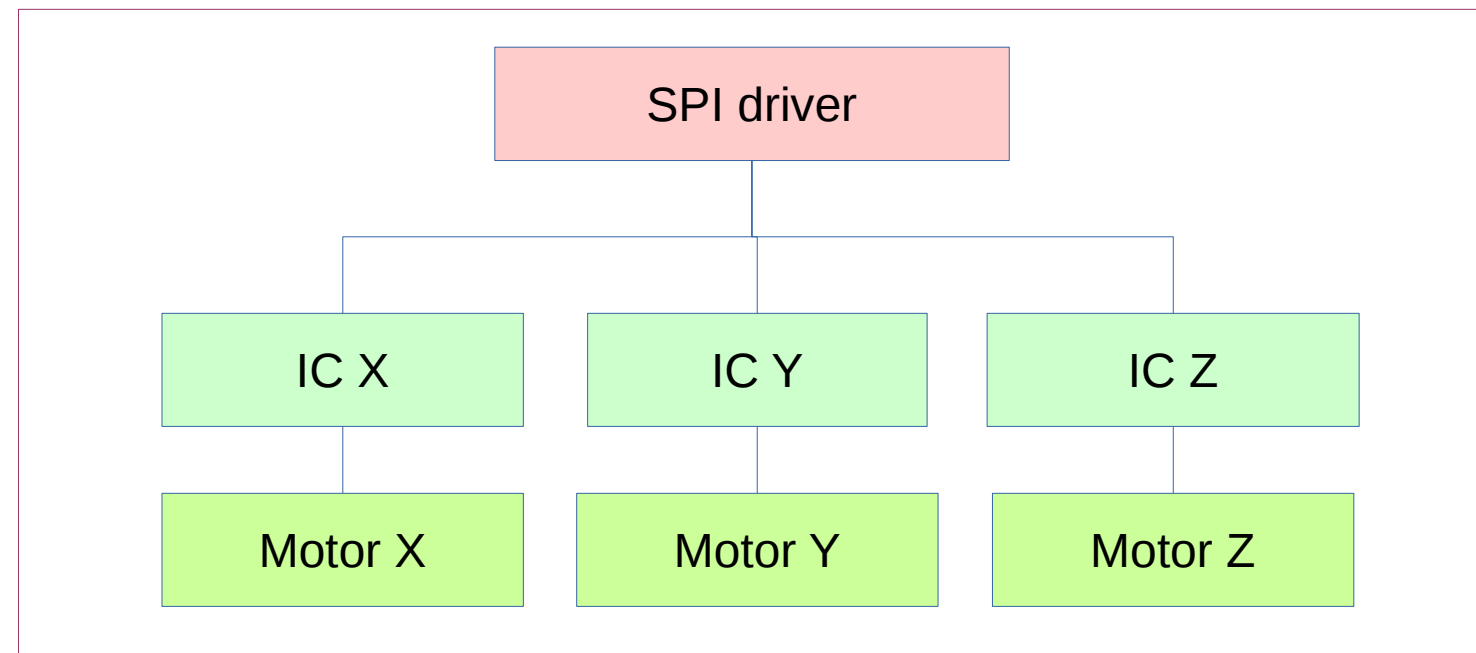 SPI driver
IC X
IC Y
IC Z
Motor X
Motor Y
Motor Z